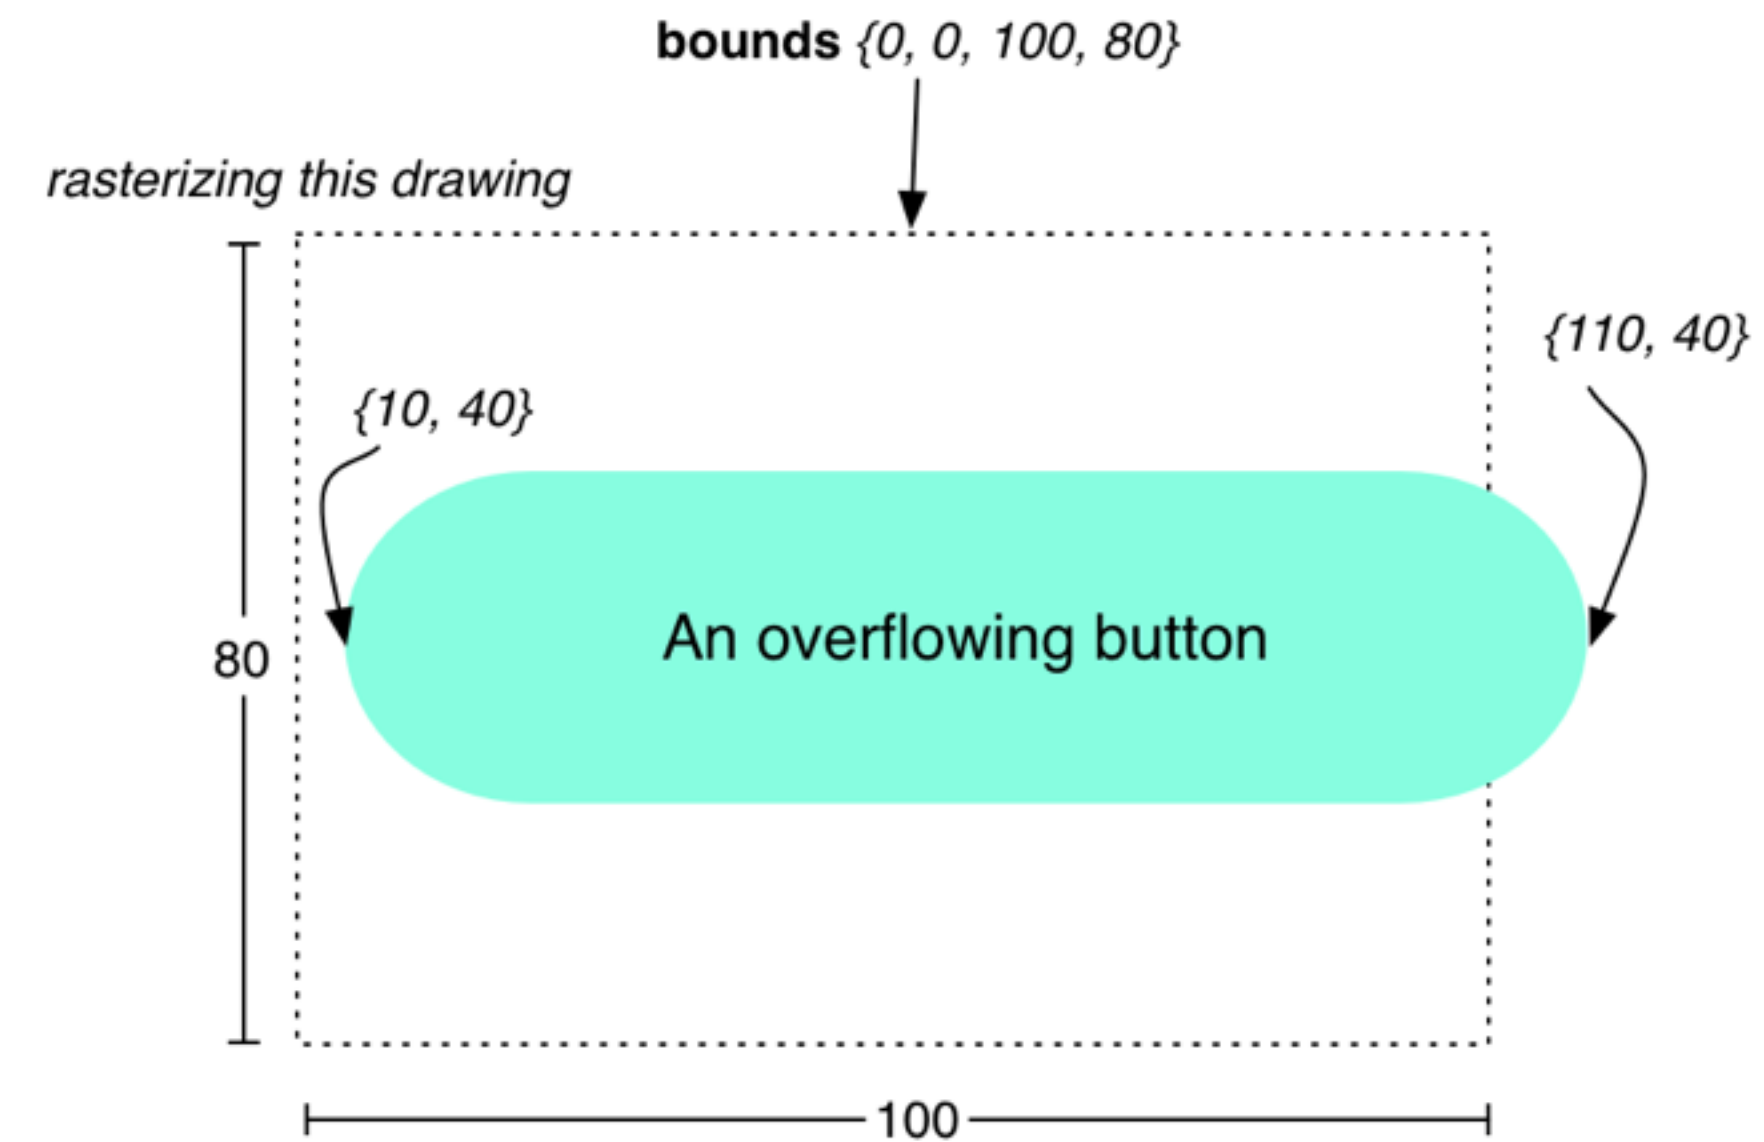 bounds {0, 0, 100, 80}
rasterizing this drawing
{110, 40}
{10, 40}
An overflowing button
80
100